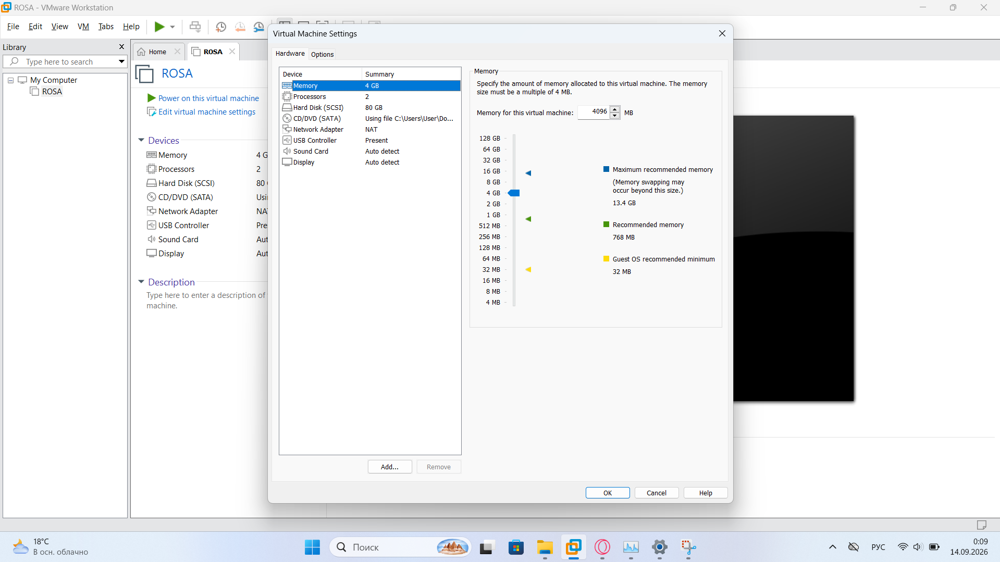 ROSA - VMware Workstation
File Edit View VM Tabs Help
Library
Type here to search
My Computer
ROSA
Home
ROSA
ROSA
Power on this virtual machine
Edit virtual machine settings
Devices
Memory 4 G
Processors 2
Hard Disk (SCSI) 80
CD/DVD (SATA) Usi
Network Adapter NA
USB Controller Pre
Sound Card Aut
Display Aut
Description
Type here to enter a description of
machine.
Virtual Machine Settings
Hardware Options
Device Summary
Memory 4 GB
Processors 2
Hard Disk (SCSI) 80 GB
CD/DVD (SATA) Using file C:\Users\User\Do...
Network Adapter NAT
USB Controller Present
Sound Card Auto detect
Display Auto detect
Add... Remove
Memory
Specify the amount of memory allocated to this virtual machine. The memory
size must be a multiple of 4 MB.
Memory for this virtual machine: 4096 MB
128 GB
64 GB
32 GB
16 GB
8 GB
4 GB
2 GB
1 GB
512 MB
256 MB
128 MB
64 MB
32 MB
16 MB
8 MB
4 MB
Maximum recommended memory
(Memory swapping may
occur beyond this size.)
13.4 GB
Recommended memory
768 MB
Guest OS recommended minimum
32 MB
OK Cancel Help
18°C
В осн. облачно
Поиск
РУС
0:09
14.09.2026